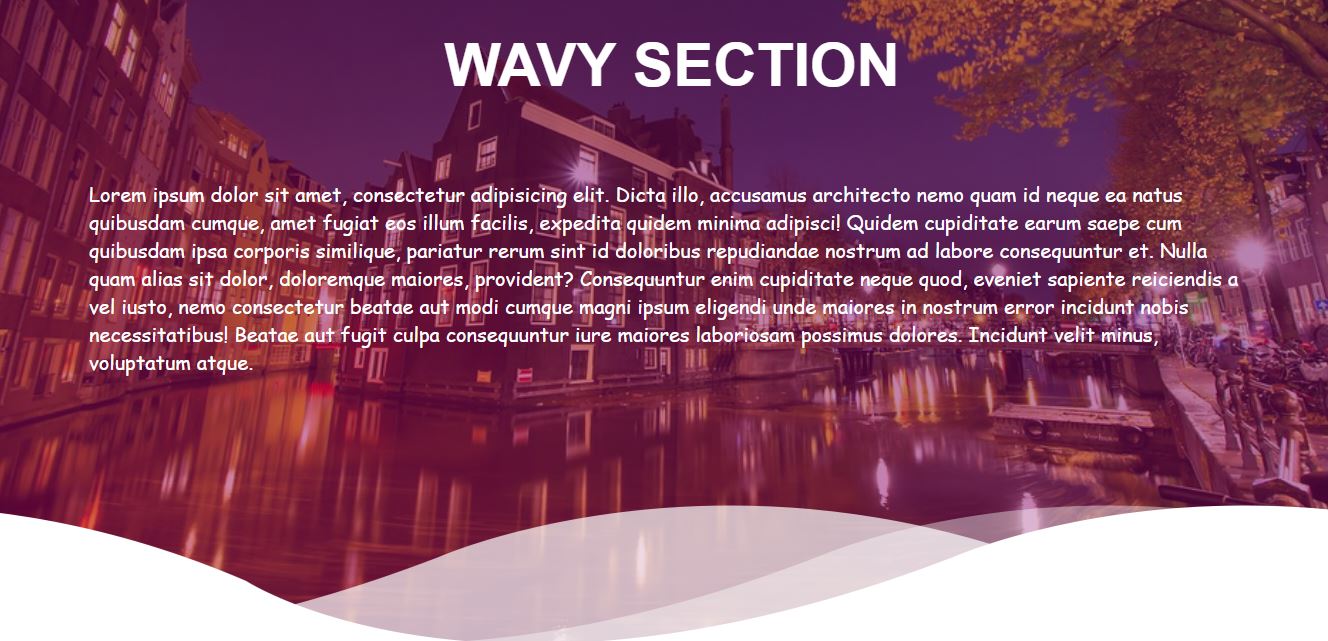 WAVY SECTION
Lorem ipsum dolor sit amet, consectetur adipisicing elit. Dicta illo, accusamus architecto nemo quam id neque ea natus
quibusdam cumque, amet fugiat eos illum facilis, expedita quidem minima adipisci! Quidem cupiditate earum saepe cum
quibusdam ipsa corporis similique, pariatur rerum sint id doloribus repudiandae nostrum ad labore consequuntur et. Nulla
quam alias sit dolor, doloremque maiores, provident? Consequuntur enim cupiditate neque quod, eveniet sapiente reiciendis a
vel iusto, nemo consectetur beatae aut modi cumque magni ipsum eligendi unde maiores in nostrum error incidunt nobis
necessitatibus! Beatae aut fugit culpa consequuntur iure maiores laboriosam possimus dolores. Incidunt velit minus,
voluptatum atque.